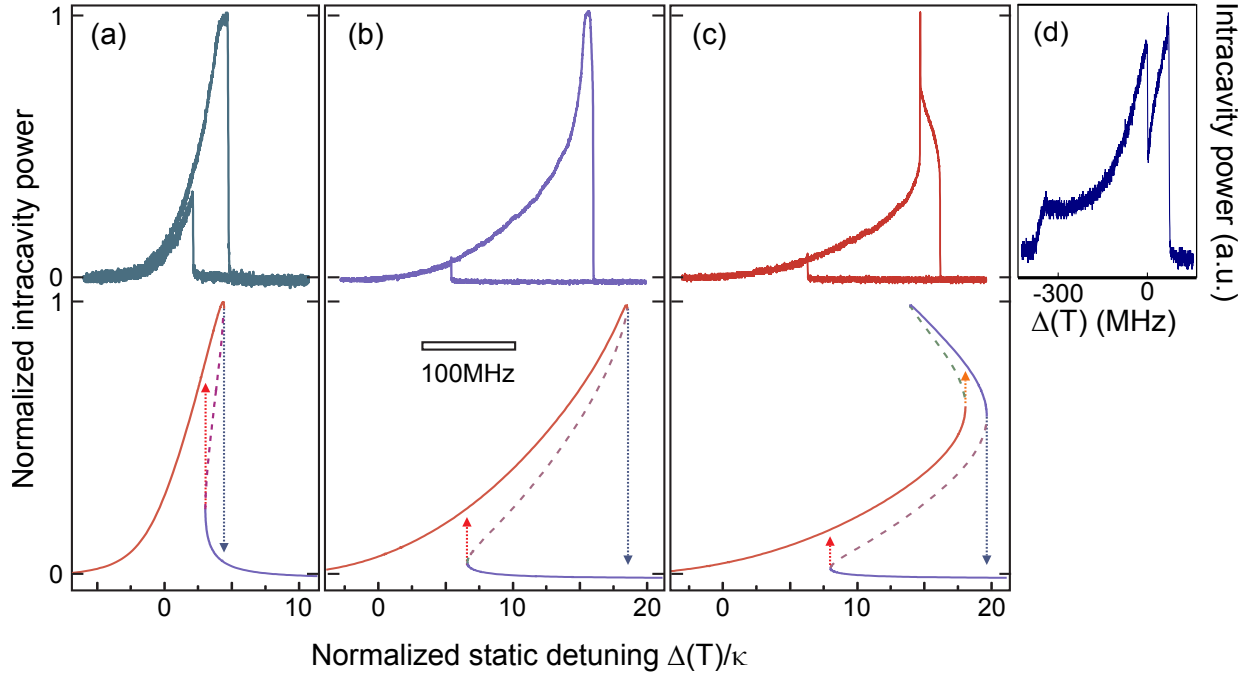 (a)
(b)
(c)
(d)
1
0
Normalized intracavity power
Intracavity power (a.u.)
-300 0
Δ(T) (MHz)
1
0
100MHz
0 10
0 10 20
0 10 20
Normalized static detuning Δ(T)/κ